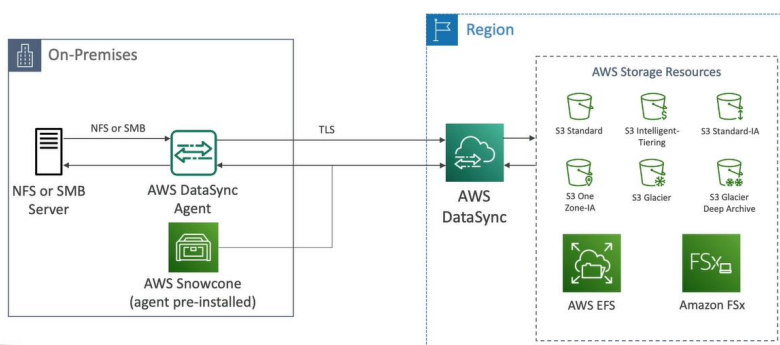 Region
On-Premises
AWS Storage Resources
S3 Standard
S3 Intelligent-
Tiering
S3 Standard-IA
NFS or SMB
TLS
S3 One
Zone-IA
S3 Glacier
S3 Glacier
Deep Archive
NFS or SMB
Server
AWS DataSync
Agent
AWS
DataSync
AWS Snowcone
(agent pre-installed)
FSx
AWS EFS
Amazon FSx